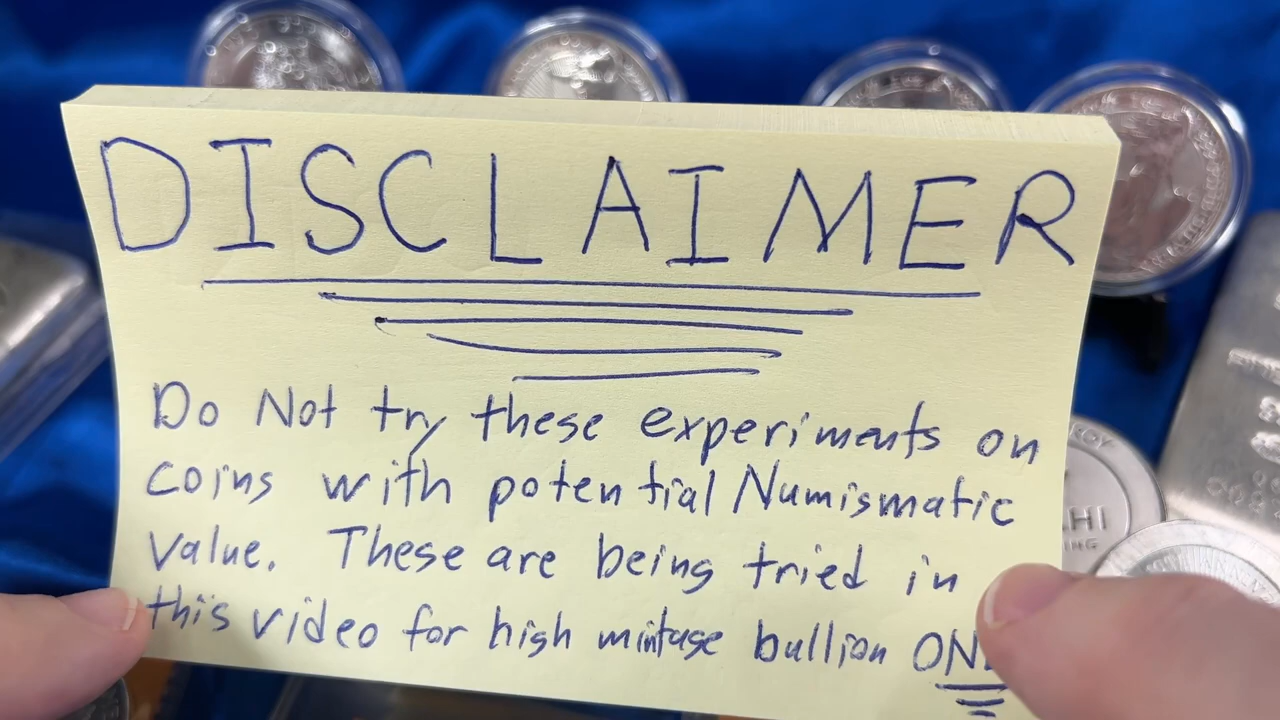 DISCLAIMER
Do Not try these experiments on
coins with potential Numismatic
value. These are being tried in
this video for high mintage bullion